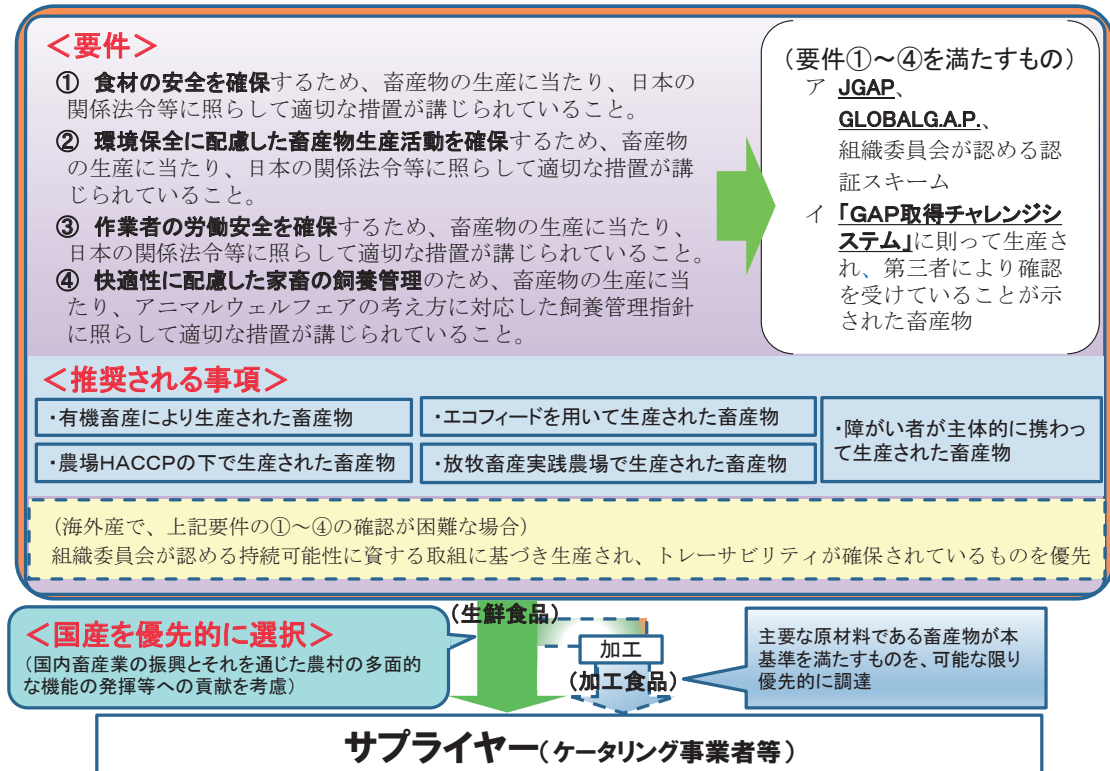 ＜要件＞
① 食材の安全を確保するため、畜産物の生産に当たり、日本の
関係法令等に照らして適切な措置が講じられていること。
② 環境保全に配慮した畜産物生産活動を確保するため、畜産物
の生産に当たり、日本の関係法令等に照らして適切な措置が講
じられていること。
③ 作業者の労働安全を確保するため、畜産物の生産に当たり、
日本の関係法令等に照らして適切な措置が講じられていること。
④ 快適性に配慮した家畜の飼養管理のため、畜産物の生産に当
たり、アニマルウェルフェアの考え方に対応した飼養管理指針
に照らして適切な措置が講じられていること。
（要件①～④を満たすもの）
ア JGAP、
GLOBALG.A.P.、
組織委員会が認める認
証スキーム
イ 「GAP取得チャレンジシ
ステム」に則って生産さ
れ、第三者により確認
を受けていることが示
された畜産物
＜推奨される事項＞
・有機畜産により生産された畜産物
・エコフィードを用いて生産された畜産物
・障がい者が主体的に携わっ
て生産された畜産物
・農場HACCPの下で生産された畜産物
・放牧畜産実践農場で生産された畜産物
（海外産で、上記要件の①～④の確認が困難な場合）
組織委員会が認める持続可能性に資する取組に基づき生産され、トレーサビリティが確保されているものを優先
＜国産を優先的に選択＞
（国内畜産業の振興とそれを通じた農村の多面的
な機能の発揮等への貢献を考慮）
（生鮮食品）
加工
（加工食品）
主要な原材料である畜産物が本
基準を満たすものを、可能な限り
優先的に調達
サプライヤー（ケータリング事業者等）